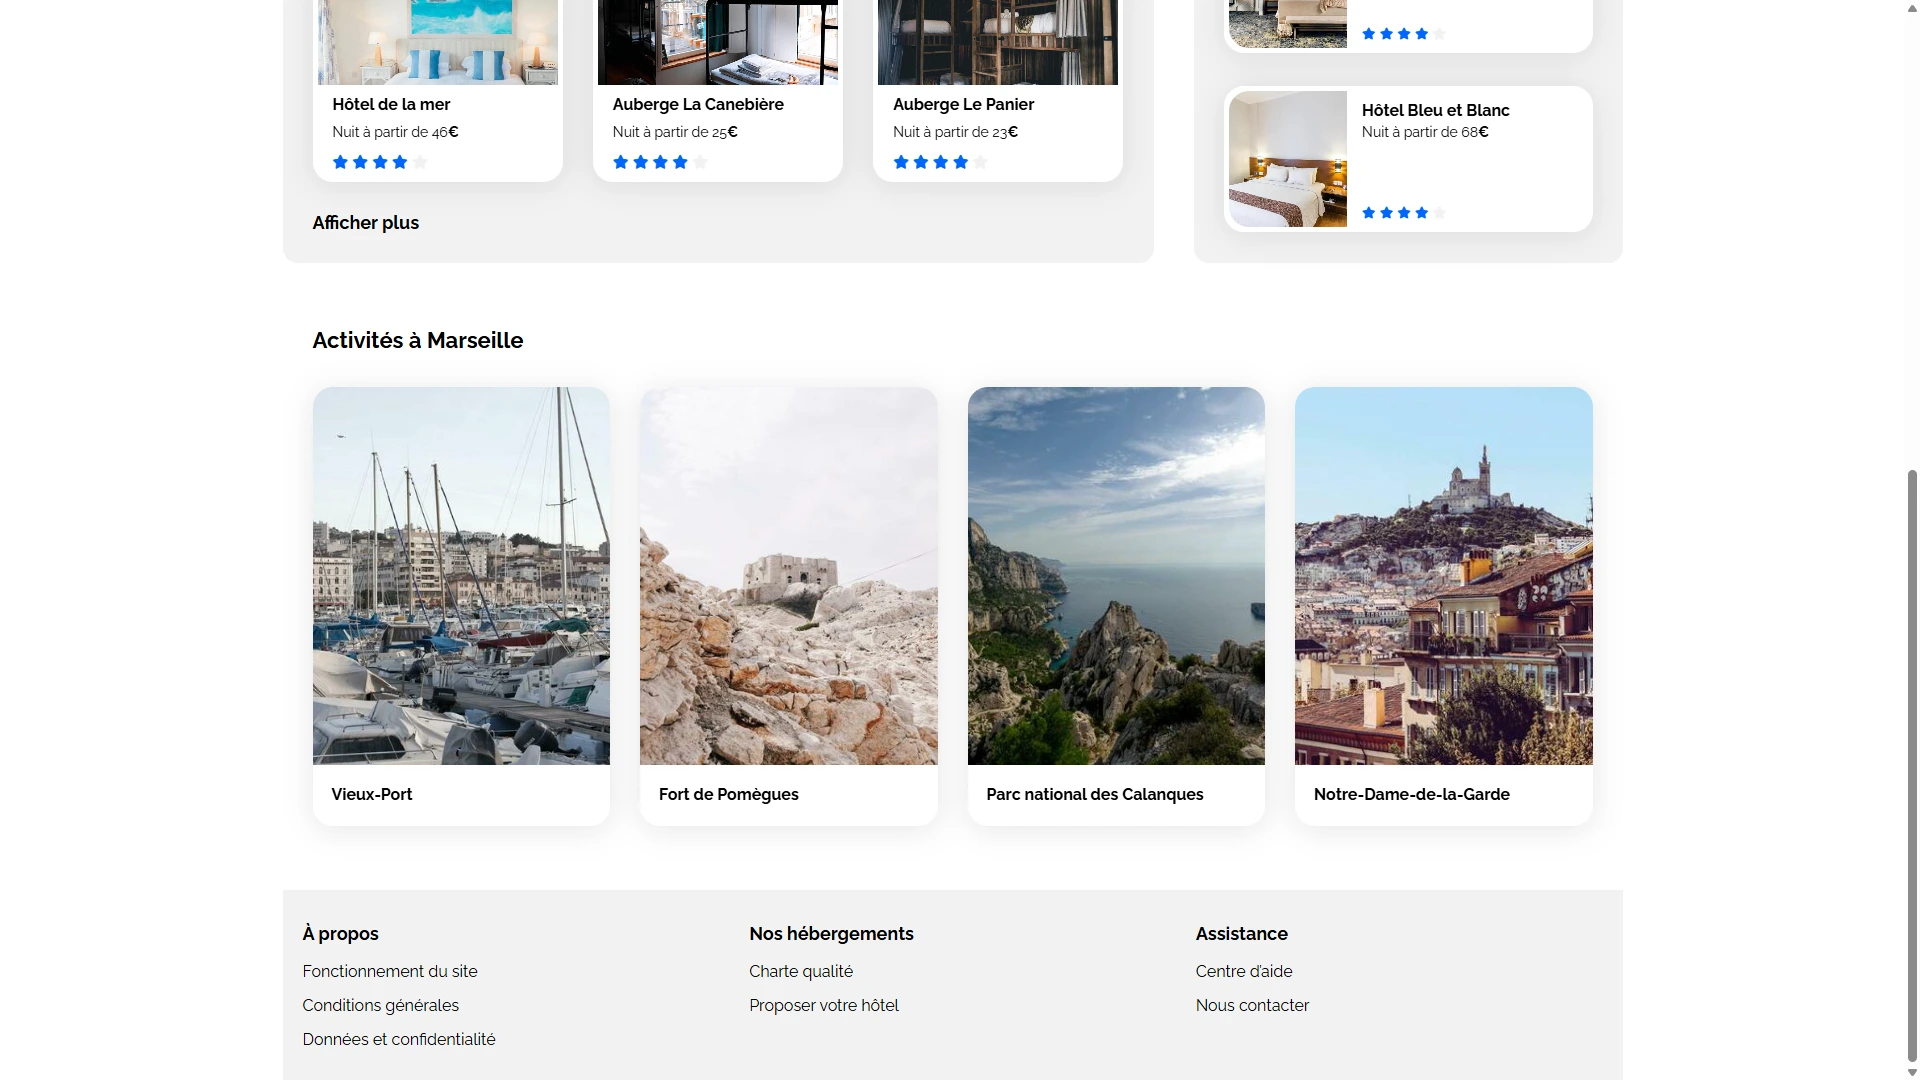 Hôtel de la mer
Nuit à partir de 46€
Auberge La Canebière
Nuit à partir de 25€
Auberge Le Panier
Nuit à partir de 23€
Afficher plus
Hôtel Bleu et Blanc
Nuit à partir de 68€
Activités à Marseille
Vieux-Port
Fort de Pomègues
Parc national des Calanques
Notre-Dame-de-la-Garde
À propos
Fonctionnement du site
Conditions générales
Données et confidentialité
Nos hébergements
Charte qualité
Proposer votre hôtel
Assistance
Centre d'aide
Nous contacter